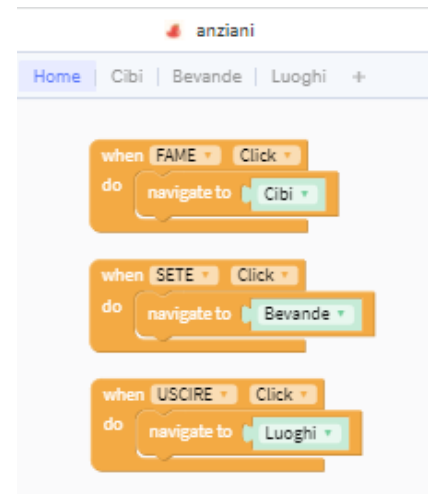 anziani
Home | Cibi | Bevande | Luoghi +
when FAME Click
do navigate to Cibi
when SETE Click
do navigate to Bevande
when USCIRE Click
do navigate to Luoghi